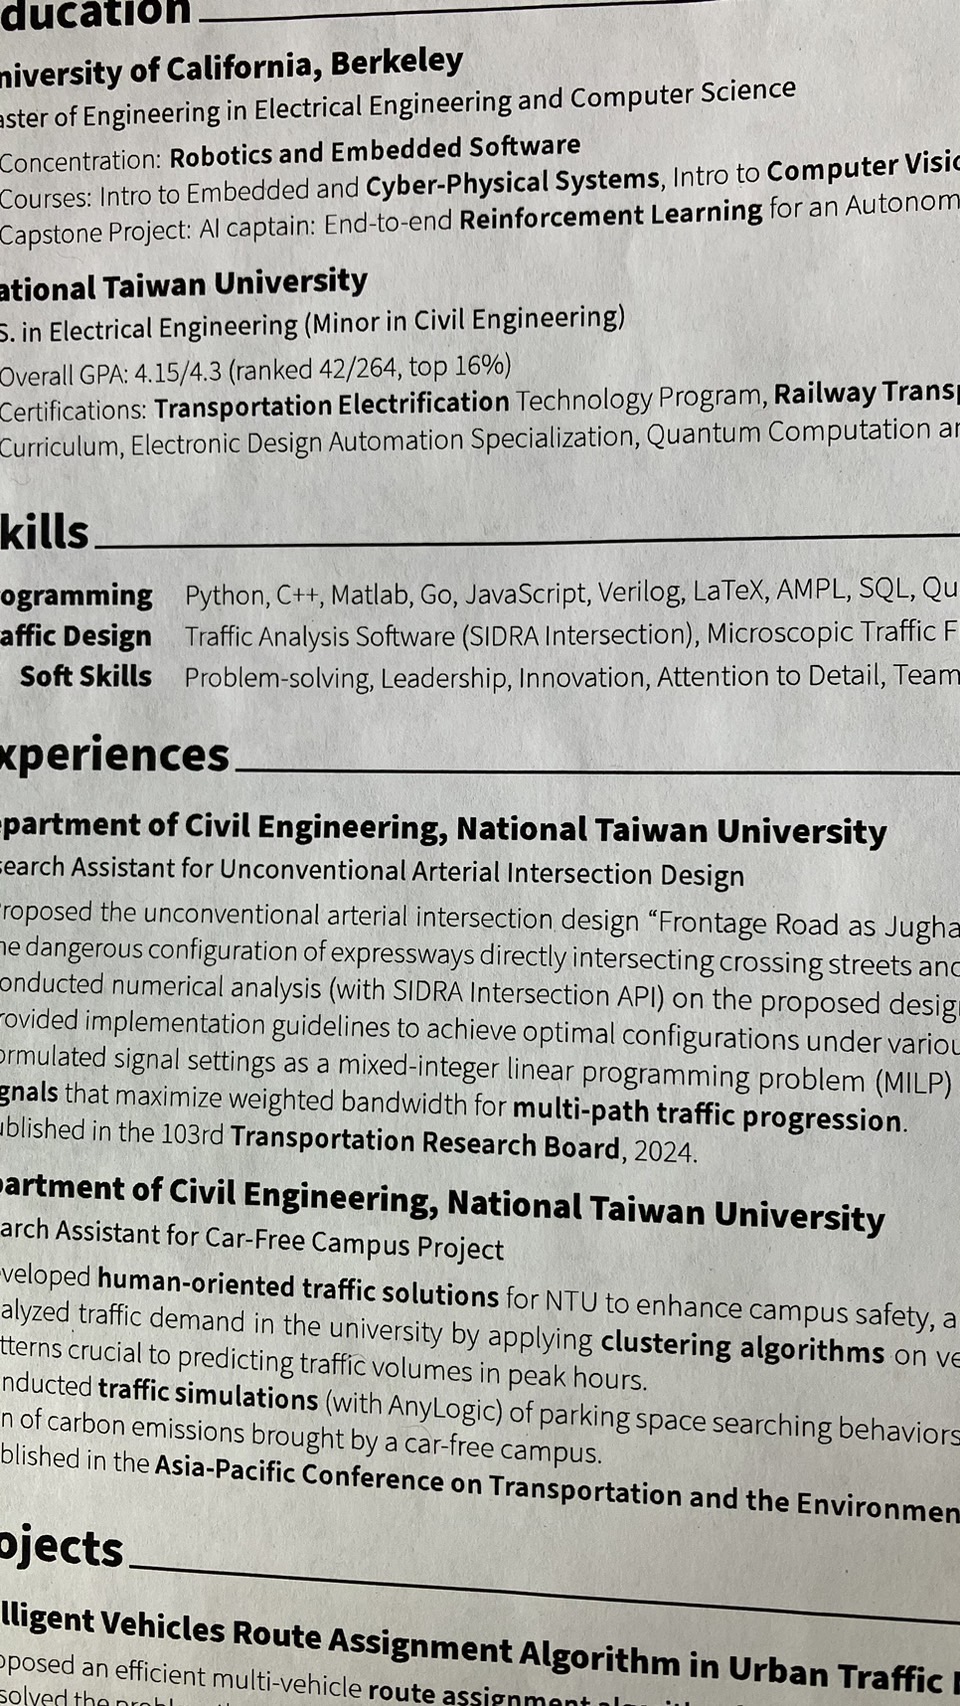 ducation
niversity of California, Berkeley
aster of Engineering in Electrical Engineering and Computer Science
Concentration: Robotics and Embedded Software
Courses: Intro to Embedded and Cyber-Physical Systems, Intro to Computer Visio
Capstone Project: AI captain: End-to-end Reinforcement Learning for an Autonom
ational Taiwan University
S. in Electrical Engineering (Minor in Civil Engineering)
Overall GPA: 4.15/4.3 (ranked 42/264, top 16%)
Certifications: Transportation Electrification Technology Program, Railway Transp
Curriculum, Electronic Design Automation Specialization, Quantum Computation an
kills
ogramming Python, C++, Matlab, Go, JavaScript, Verilog, LaTeX, AMPL, SQL, Qu
affic Design Traffic Analysis Software (SIDRA Intersection), Microscopic Traffic F
Soft Skills Problem-solving, Leadership, Innovation, Attention to Detail, Team
xperiences
epartment of Civil Engineering, National Taiwan University
search Assistant for Unconventional Arterial Intersection Design
roposed the unconventional arterial intersection design “Frontage Road as Jugha
he dangerous configuration of expressways directly intersecting crossing streets and
onducted numerical analysis (with SIDRA Intersection API) on the proposed desig
rovided implementation guidelines to achieve optimal configurations under variou
ormulated signal settings as a mixed-integer linear programming problem (MILP)
gnals that maximize weighted bandwidth for multi-path traffic progression.
ublished in the 103rd Transportation Research Board, 2024.
partment of Civil Engineering, National Taiwan University
arch Assistant for Car-Free Campus Project
veloped human-oriented traffic solutions for NTU to enhance campus safety, a
alyzed traffic demand in the university by applying clustering algorithms on ve
tterns crucial to predicting traffic volumes in peak hours.
nducted traffic simulations (with AnyLogic) of parking space searching behaviors
n of carbon emissions brought by a car-free campus.
blished in the Asia-Pacific Conference on Transportation and the Environmen
ojects
lligent Vehicles Route Assignment Algorithm in Urban Traffic
oposed an efficient multi-vehicle route assignment
solved the